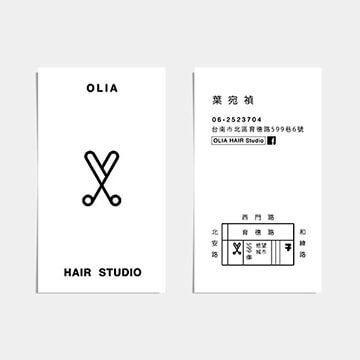 OLIA
HAIR STUDIO
葉宛禎
06-2523704
台南市北區育德路599巷6號
OLIA HAIR Studio
西門路
北安路
育德路
和緯路
599巷
城市